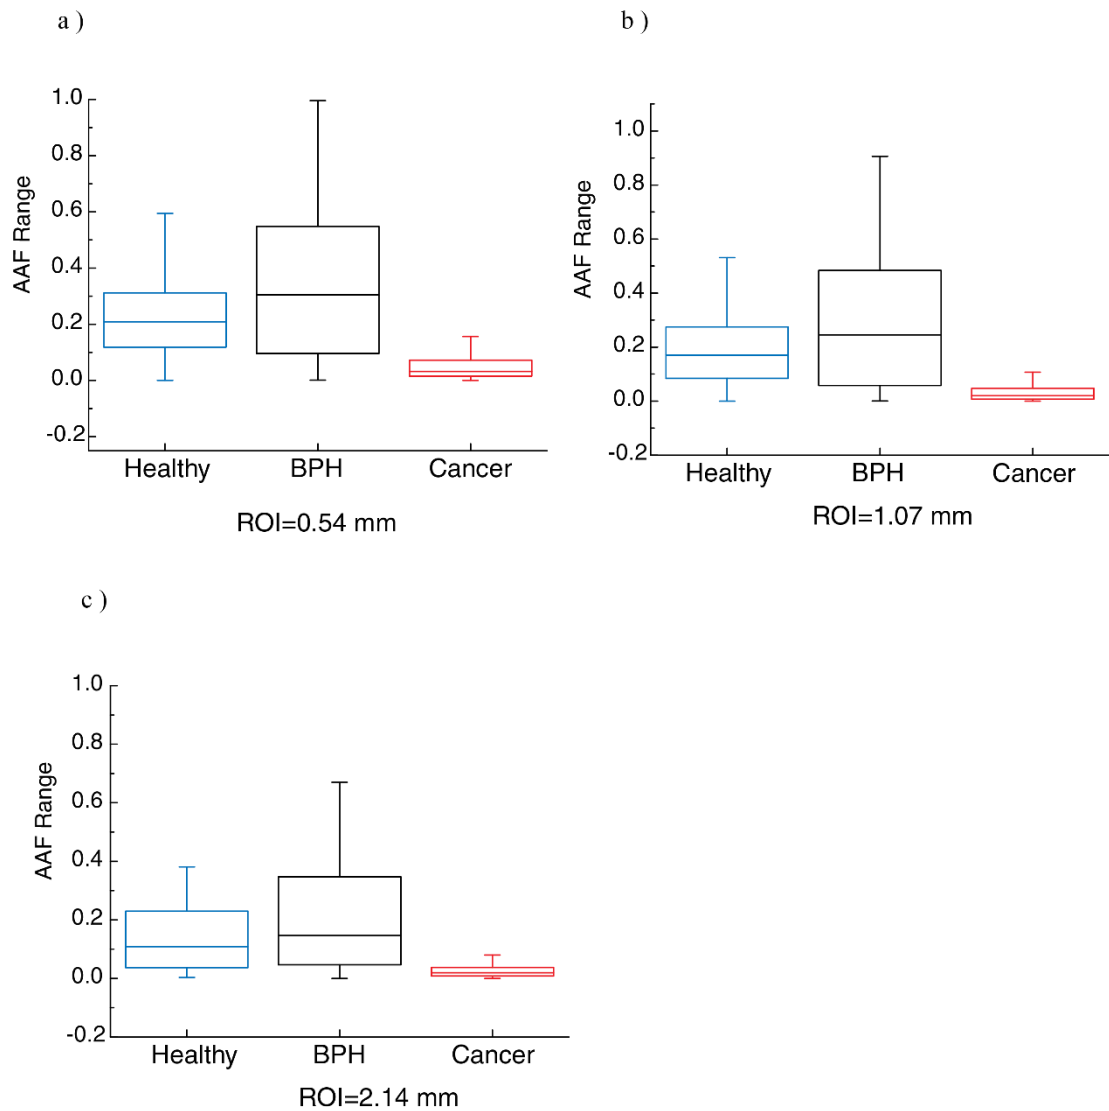 a )
1.0
0.8
0.6
0.4
0.2
0.0
-0.2
AAF Range
Healthy BPH Cancer
ROI=0.54 mm
b )
1.0
0.8
0.6
0.4
0.2
0.0
-0.2
AAF Range
Healthy BPH Cancer
ROI=1.07 mm
c )
1.0
0.8
0.6
0.4
0.2
0.0
-0.2
AAF Range
Healthy BPH Cancer
ROI=2.14 mm